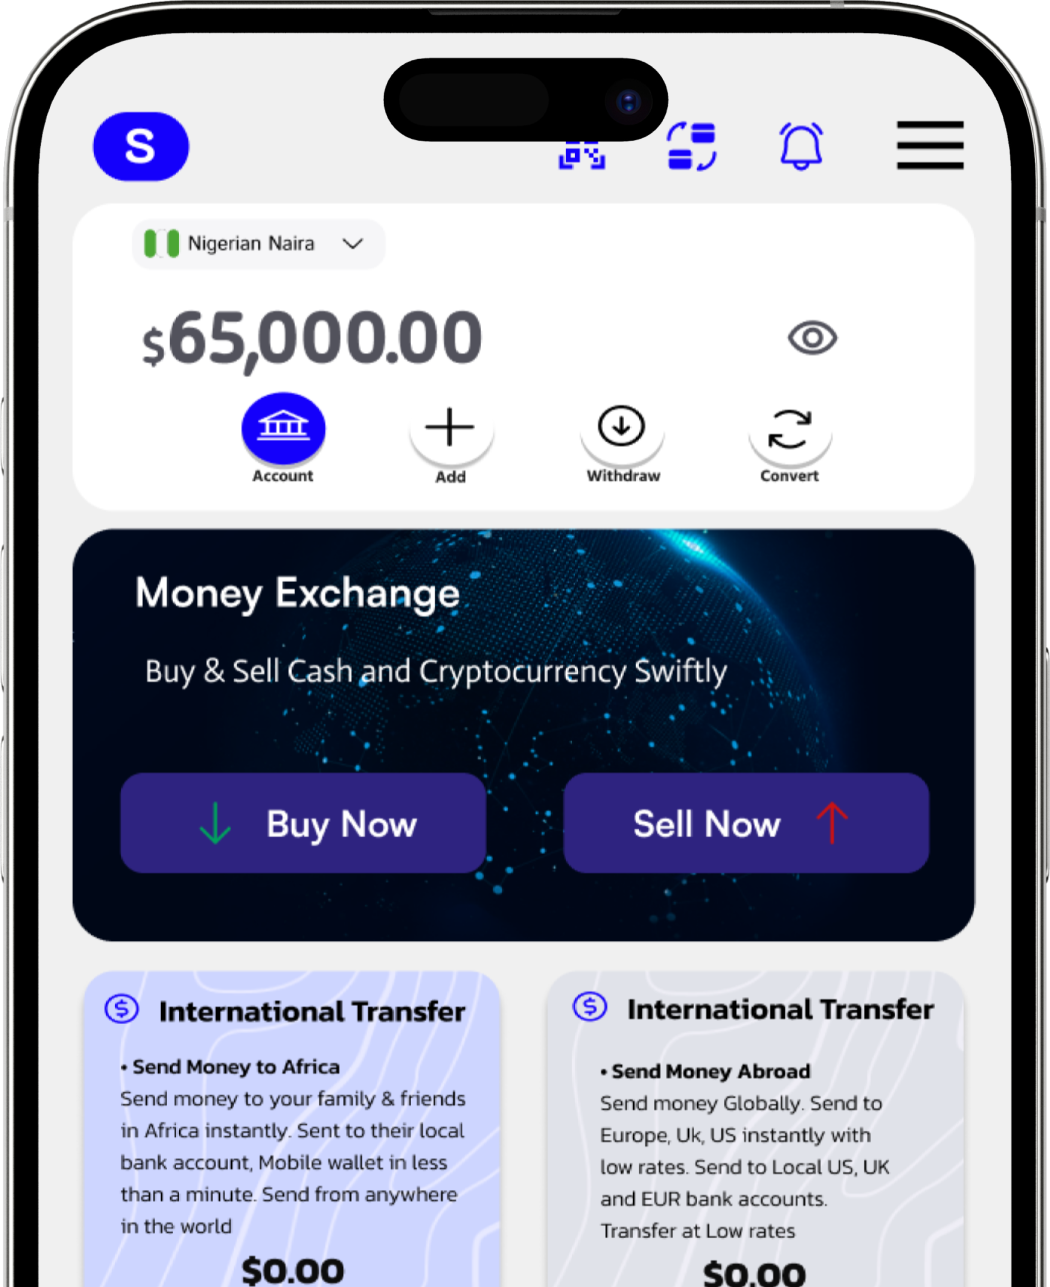 S
Nigerian Naira
$65,000.00
Account
Add
Withdraw
Convert
Money Exchange
Buy & Sell Cash and Cryptocurrency Swiftly
Buy Now
Sell Now
International Transfer
• Send Money to Africa
Send money to your family & friends
in Africa instantly. Sent to their local
bank account, Mobile wallet in less
than a minute. Send from anywhere
in the world
$0.00
International Transfer
• Send Money Abroad
Send money Globally. Send to
Europe, Uk, US instantly with
low rates. Send to Local US, UK
and EUR bank accounts.
Transfer at Low rates
$0.00